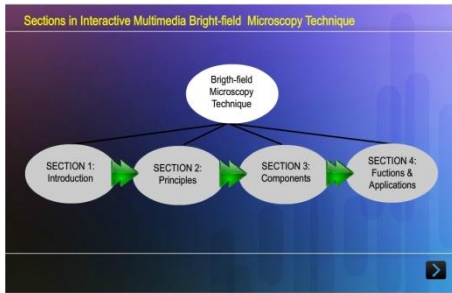 Sections in Interactive Multimedia Bright-field Microscopy Technique
Brigth-field
Microscopy
Technique
SECTION 1:
Introduction
SECTION 2:
Principles
SECTION 3:
Components
SECTION 4:
Fuctions &
Applications